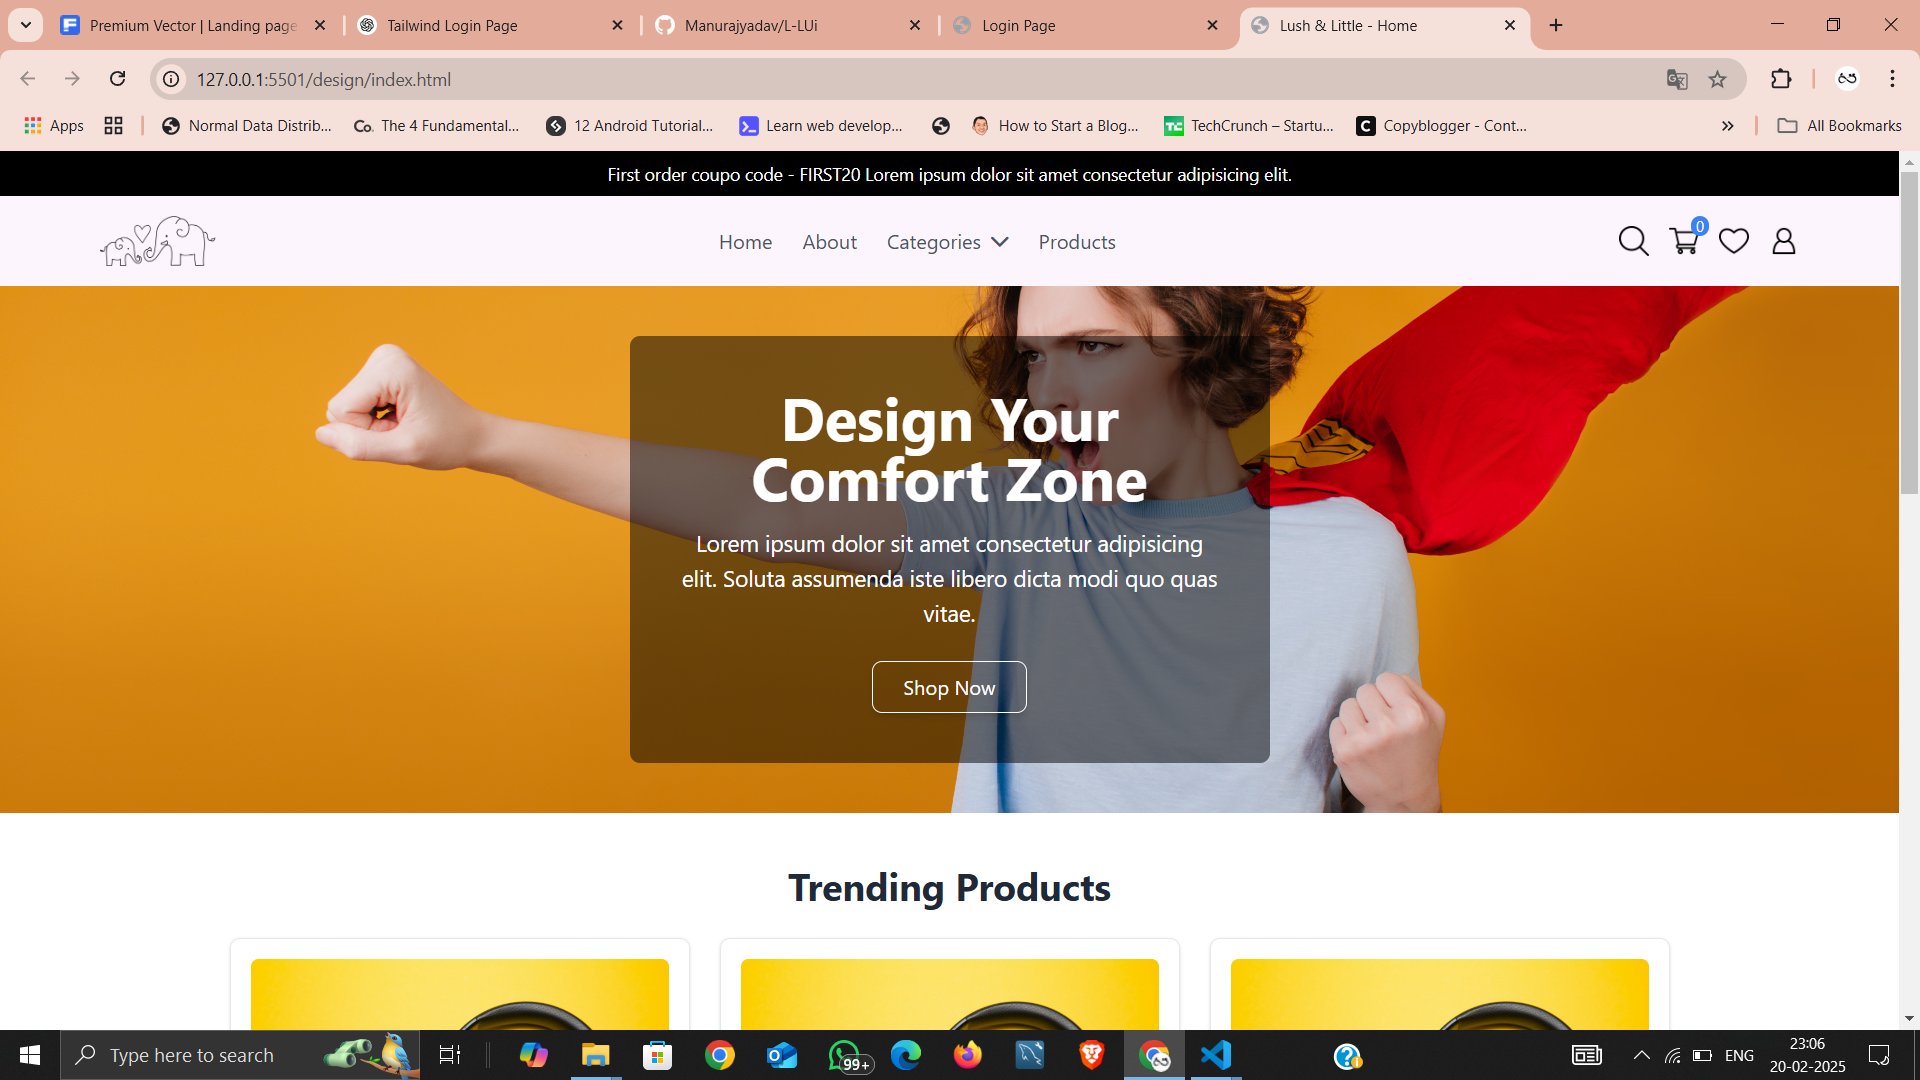 Premium Vector | Landing page
Tailwind Login Page
Manurajyadav/L-LUi
Login Page
Lush & Little - Home
127.0.0.1:5501/design/index.html
Apps
Normal Data Distrib...
Co. The 4 Fundamental...
12 Android Tutorial...
Learn web develop...
How to Start a Blog...
TechCrunch – Startu...
C Copyblogger - Cont...
All Bookmarks
First order coupo code - FIRST20 Lorem ipsum dolor sit amet consectetur adipisicing elit.
Home
About
Categories
Products
0
Design Your
Comfort Zone
Lorem ipsum dolor sit amet consectetur adipisicing
elit. Soluta assumenda iste libero dicta modi quo quas
vitae.
Shop Now
Trending Products
Type here to search
99+
ENG
23:06
20-02-2025